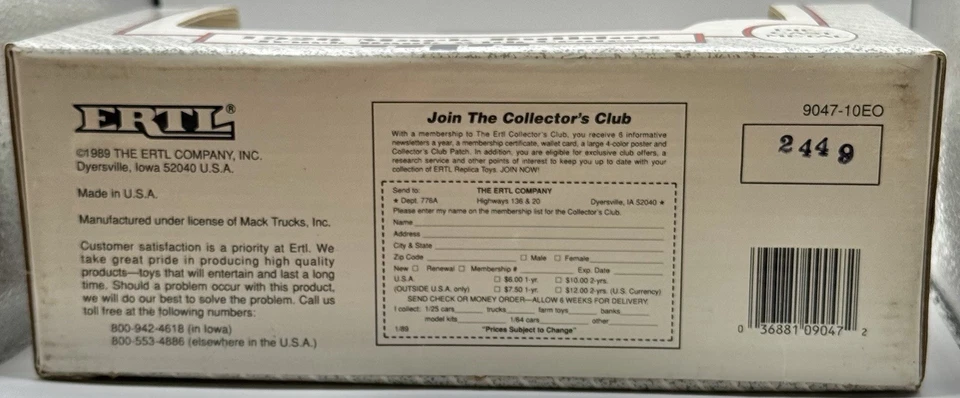 ERTL®
©1989 THE ERTL COMPANY, INC.
Dyersville, Iowa 52040 U.S.A.
Made in U.S.A.
Manufactured under license of Mack Trucks, Inc.
Customer satisfaction is a priority at Ertl. We
take great pride in producing high quality
products—toys that will entertain and last a long
time. Should a problem occur with this product,
we will do our best to solve the problem. Call us
toll free at the following numbers:
800-942-4618 (in Iowa)
800-553-4886 (elsewhere in the U.S.A.)
Join The Collector's Club
With a membership to The Ertl Collector's Club, you receive 6 informative
newsletters a year, a membership certificate, wallet card, a large 4-color poster and
Collector's Club Patch. In addition, you are eligible for exclusive club offers, a
research service and other points of interest to keep you up to date with your
collection of ERTL Replica Toys. JOIN NOW!
Send to: THE ERTL COMPANY
★ Dept. 776A Highways 136 & 20 Dyersville, IA 52040 ★
Please enter my name on the membership list for the Collector's Club.
Name
Address
City & State
Zip Code □ Male □ Female
New □ Renewal □ Membership # Exp. Date
U.S.A. □ $6.00 1-yr. □ $10.00 2-yrs.
(OUTSIDE U.S.A. only) □ $7.50 1-yr. □ $12.00 2-yrs. (U.S. Currency)
SEND CHECK OR MONEY ORDER—ALLOW 6 WEEKS FOR DELIVERY
I collect: 1/25 cars trucks farm toys banks
model kits 1/64 cars other
1/89 "Prices Subject to Change"
9047-10EO
2449
0 36881 09047 2